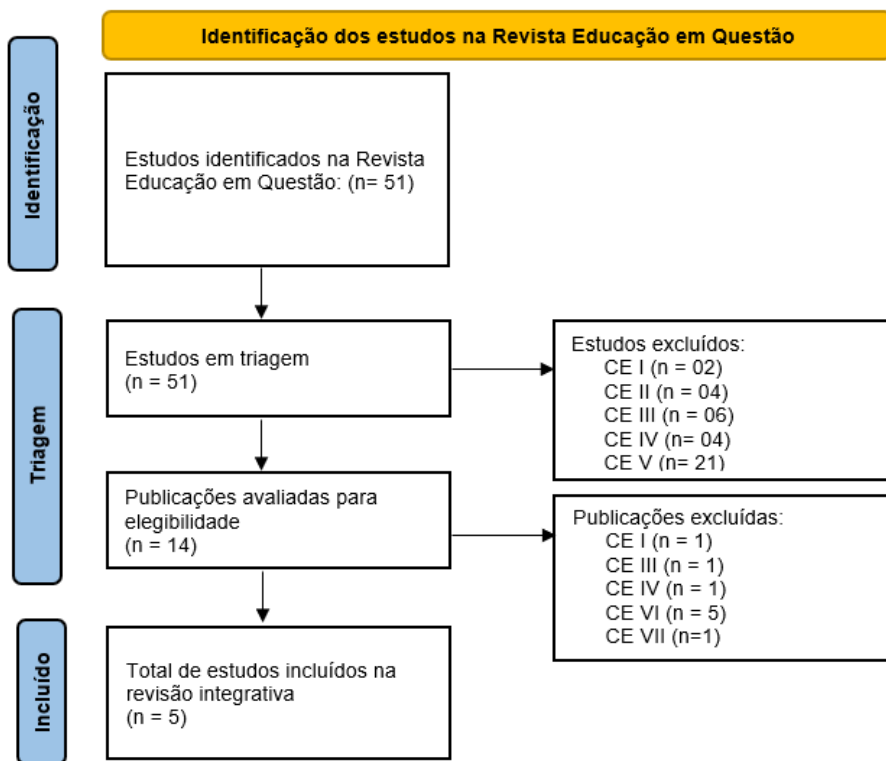 Identificação dos estudos na Revista Educação em Questão
Identificação
Estudos identificados na Revista
Educação em Questão: (n= 51)
Triagem
Estudos em triagem
(n = 51)
Estudos excluídos:
CE I (n = 02)
CE II (n = 04)
CE III (n = 06)
CE IV (n= 04)
CE V (n= 21)
Publicações avaliadas para
elegibilidade
(n = 14)
Publicações excluídas:
CE I (n = 1)
CE III (n = 1)
CE IV (n = 1)
CE VI (n = 5)
CE VII (n=1)
Incluído
Total de estudos incluídos na
revisão integrativa
(n = 5)